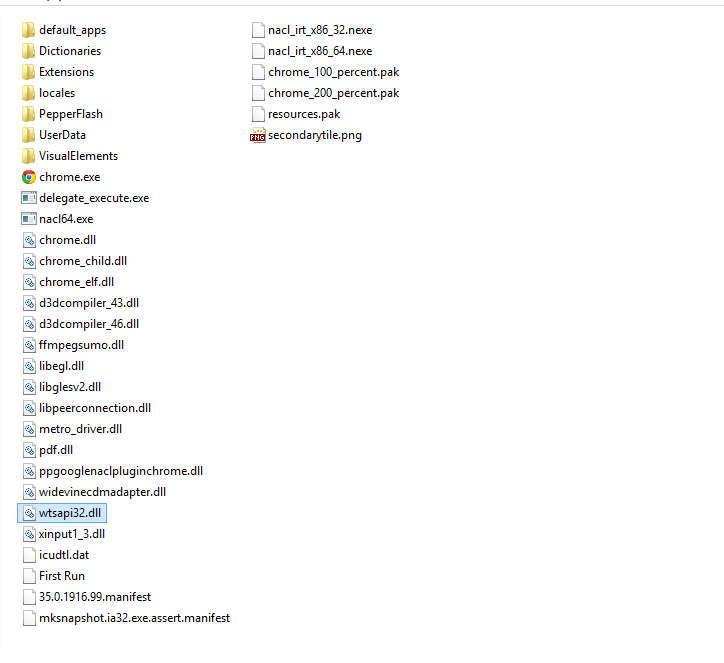 default_apps
Dictionaries
Extensions
locales
PepperFlash
UserData
VisualElements
chrome.exe
delegate_execute.exe
nacl64.exe
chrome.dll
chrome_child.dll
chrome_elf.dll
d3dcompiler_43.dll
d3dcompiler_46.dll
ffmpegsumo.dll
libegl.dll
libglesv2.dll
libpeerconnection.dll
metro_driver.dll
pdf.dll
ppgooglenaclpluginchrome.dll
widevinecdmadapter.dll
wtsapi32.dll
xinput1_3.dll
icudtl.dat
First Run
35.0.1916.99.manifest
mksnapshot.ia32.exe.assert.manifest
nacl_irt_x86_32.nexe
nacl_irt_x86_64.nexe
chrome_100_percent.pak
chrome_200_percent.pak
resources.pak
PNG secondarytile.png